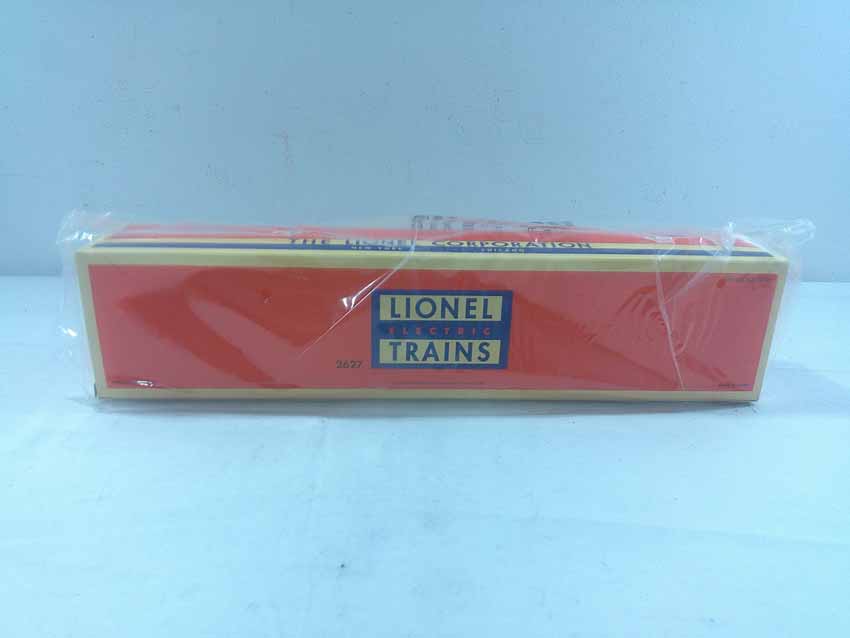 THE LIONEL CORPORATION
NEW YORK CHICAGO
LIONEL
ELECTRIC
TRAINS
2627